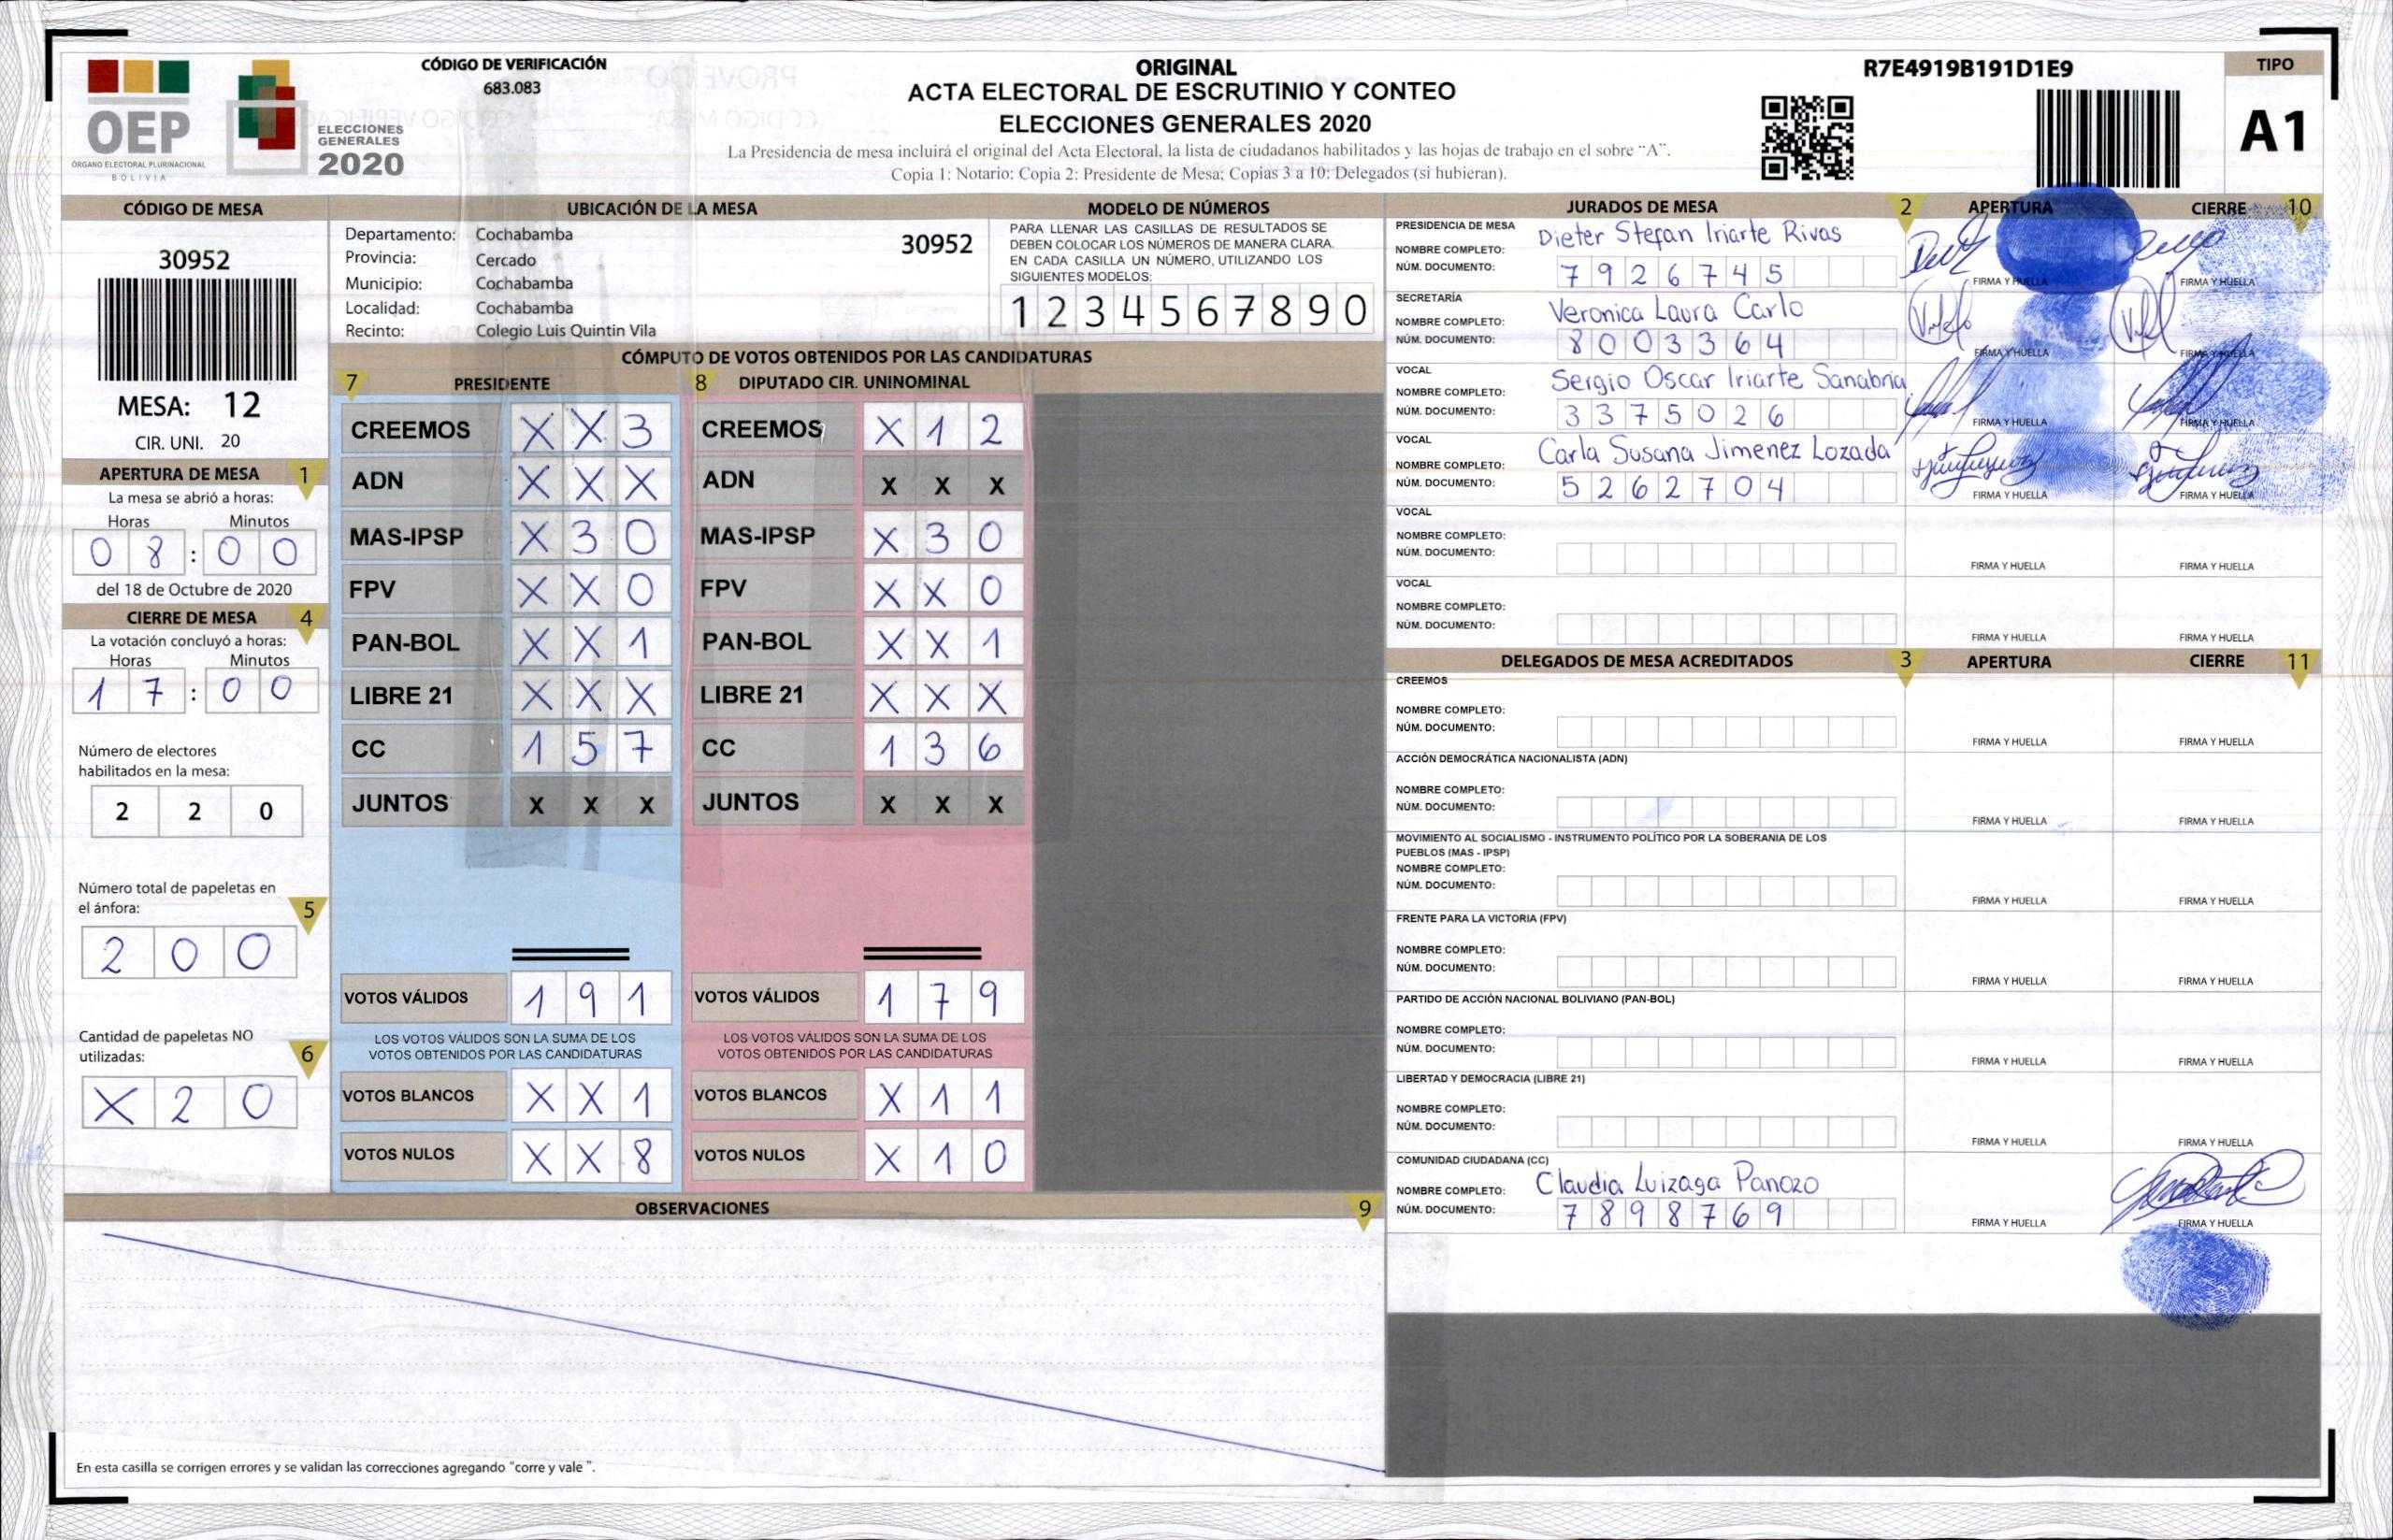 OEP
ÓRGANO ELECTORAL PLURINACIONAL
BOLIVIA
ELECCIONES
GENERALES
2020
CÓDIGO DE VERIFICACIÓN
683.083
ORIGINAL
ACTA ELECTORAL DE ESCRUTINIO Y CONTEO
ELECCIONES GENERALES 2020
La Presidencia de mesa incluirá el original del Acta Electoral, la lista de ciudadanos habilitados y las hojas de trabajo en el sobre "A".
Copia 1: Notario; Copia 2: Presidente de Mesa; Copias 3 a 10: Delegados (si hubieran).
R7E4919B191D1E9
TIPO
A1
CÓDIGO DE MESA
30952
MESA: 12
CIR. UNI. 20
APERTURA DE MESA 1
La mesa se abrió a horas:
Horas Minutos
0 8 : 0 0
del 18 de Octubre de 2020
CIERRE DE MESA 4
La votación concluyó a horas:
Horas Minutos
1 7 : 0 0
Número de electores
habilitados en la mesa:
2 2 0
Número total de papeletas en
el ánfora: 5
2 0 0
Cantidad de papeletas NO
utilizadas: 6
X 2 0
UBICACIÓN DE LA MESA
Departamento: Cochabamba
Provincia: Cercado
Municipio: Cochabamba
Localidad: Cochabamba
Recinto: Colegio Luis Quintin Vila
30952
MODELO DE NÚMEROS
PARA LLENAR LAS CASILLAS DE RESULTADOS SE
DEBEN COLOCAR LOS NÚMEROS DE MANERA CLARA.
EN CADA CASILLA UN NÚMERO, UTILIZANDO LOS
SIGUIENTES MODELOS:
1 2 3 4 5 6 7 8 9 0
CÓMPUTO DE VOTOS OBTENIDOS POR LAS CANDIDATURAS
7 PRESIDENTE
CREEMOS X X 3
ADN X X X
MAS-IPSP X 3 0
FPV X X 0
PAN-BOL X X 1
LIBRE 21 X X X
CC 1 5 7
JUNTOS X X X
VOTOS VÁLIDOS 1 9 1
LOS VOTOS VÁLIDOS SON LA SUMA DE LOS
VOTOS OBTENIDOS POR LAS CANDIDATURAS
VOTOS BLANCOS X X 1
VOTOS NULOS X X 8
8 DIPUTADO CIR. UNINOMINAL
CREEMOS X 1 2
ADN X X X
MAS-IPSP X 3 0
FPV X X 0
PAN-BOL X X 1
LIBRE 21 X X X
CC 1 3 6
JUNTOS X X X
VOTOS VÁLIDOS 1 7 9
LOS VOTOS VÁLIDOS SON LA SUMA DE LOS
VOTOS OBTENIDOS POR LAS CANDIDATURAS
VOTOS BLANCOS X 1 1
VOTOS NULOS X 1 0
OBSERVACIONES 9
En esta casilla se corrigen errores y se validan las correcciones agregando "corre y vale ".
JURADOS DE MESA 2 APERTURA CIERRE 10
PRESIDENCIA DE MESA
NOMBRE COMPLETO: Dieter Stefan Iriarte Rivas
NÚM. DOCUMENTO: 7 9 2 6 7 4 5
FIRMA Y HUELLA FIRMA Y HUELLA
SECRETARÍA
NOMBRE COMPLETO: Veronica Laura Carlo
NÚM. DOCUMENTO: 8 0 0 3 3 6 4
FIRMA Y HUELLA FIRMA Y HUELLA
VOCAL
NOMBRE COMPLETO: Sergio Oscar Iriarte Sanabria
NÚM. DOCUMENTO: 3 3 7 5 0 2 6
FIRMA Y HUELLA FIRMA Y HUELLA
VOCAL
NOMBRE COMPLETO: Carla Susana Jimenez Lozada
NÚM. DOCUMENTO: 5 2 6 2 7 0 4
FIRMA Y HUELLA FIRMA Y HUELLA
VOCAL
NOMBRE COMPLETO:
NÚM. DOCUMENTO:
FIRMA Y HUELLA FIRMA Y HUELLA
VOCAL
NOMBRE COMPLETO:
NÚM. DOCUMENTO:
FIRMA Y HUELLA FIRMA Y HUELLA
DELEGADOS DE MESA ACREDITADOS 3 APERTURA CIERRE 11
CREEMOS
NOMBRE COMPLETO:
NÚM. DOCUMENTO:
FIRMA Y HUELLA FIRMA Y HUELLA
ACCIÓN DEMOCRÁTICA NACIONALISTA (ADN)
NOMBRE COMPLETO:
NÚM. DOCUMENTO:
FIRMA Y HUELLA FIRMA Y HUELLA
MOVIMIENTO AL SOCIALISMO - INSTRUMENTO POLÍTICO POR LA SOBERANIA DE LOS
PUEBLOS (MAS - IPSP)
NOMBRE COMPLETO:
NÚM. DOCUMENTO:
FIRMA Y HUELLA FIRMA Y HUELLA
FRENTE PARA LA VICTORIA (FPV)
NOMBRE COMPLETO:
NÚM. DOCUMENTO:
FIRMA Y HUELLA FIRMA Y HUELLA
PARTIDO DE ACCIÓN NACIONAL BOLIVIANO (PAN-BOL)
NOMBRE COMPLETO:
NÚM. DOCUMENTO:
FIRMA Y HUELLA FIRMA Y HUELLA
LIBERTAD Y DEMOCRACIA (LIBRE 21)
NOMBRE COMPLETO:
NÚM. DOCUMENTO:
FIRMA Y HUELLA FIRMA Y HUELLA
COMUNIDAD CIUDADANA (CC)
NOMBRE COMPLETO: Claudia Luizaga Panozo
NÚM. DOCUMENTO: 7 8 9 8 7 6 9
FIRMA Y HUELLA FIRMA Y HUELLA